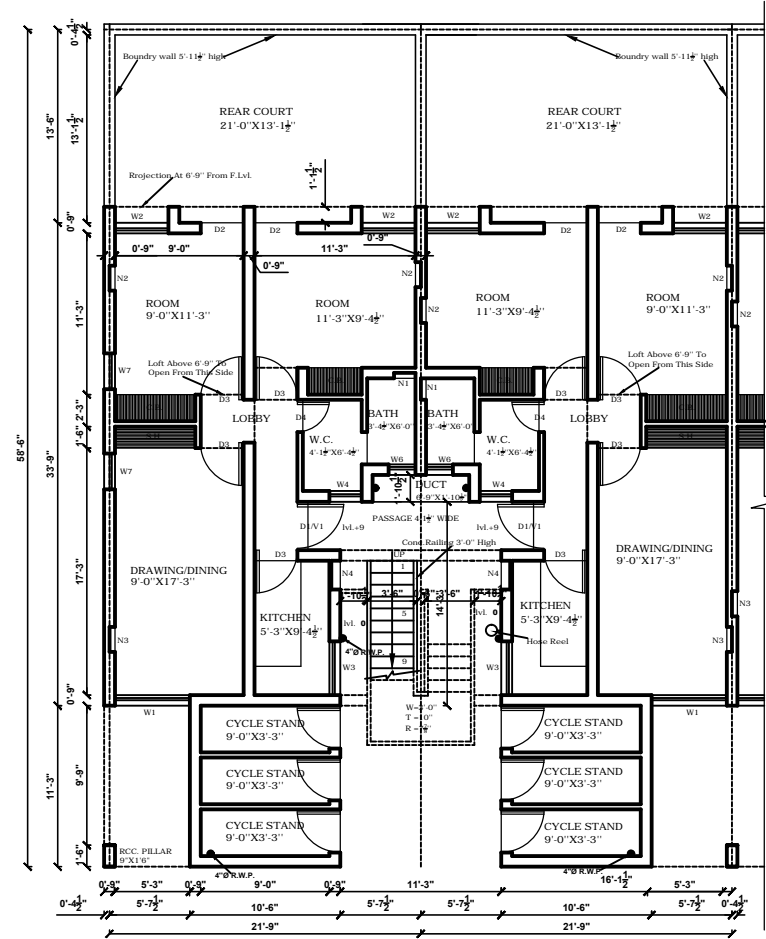 0'-4½"
Boundry wall 5'-11½" high
Boundry wall 5'-11½" high
REAR COURT
21'-0"X13'-1½"
REAR COURT
21'-0"X13'-1½"
13'-6"
13'-1½"
Rrojection At 6'-9" From F.Lvl.
1'-1½"
0'-9"
W2
D2
D2
W2
W2
D2
D2
W2
0'-9"
9'-0"
0'-9"
11'-3"
0'-9"
N2
N2
N2
N2
N2
ROOM
9'-0"X11'-3"
ROOM
11'-3"X9'-4½"
ROOM
11'-3"X9'-4½"
ROOM
9'-0"X11'-3"
11'-3"
W7
Loft Above 6'-9" To
Open From This Side
Loft Above 6'-9" To
Open From This Side
N1
N1
2'-3"
C.B.
D3
D3
C.B.
LOBBY
D4
BATH
3'-4½"X6'-0"
BATH
3'-4½"X6'-0"
D4
LOBBY
1'-6"
D3
D3
58'-6"
33'-9"
W.C.
4'-1½"X6'-4½"
W.C.
4'-1½"X6'-4½"
W7
W6
W6
W4
W4
1'-10½"
DUCT
6'-9"X1'-10½"
PASSAGE 4'-1½" WIDE
D1/V1
lvl.+9
lvl.+9
D1/V1
Cond.Railing 3'-0" High
D3
UP
D3
DRAWING/DINING
9'-0"X17'-3"
DRAWING/DINING
9'-0"X17'-3"
17'-3"
N4
1
N4
3'-6"
3'-6"
14'-3"
KITCHEN
5'-3"X9'-4½"
KITCHEN
5'-3"X9'-4½"
lvl. 0
5
lvl. 0
N3
N3
Hose Reel
4"Ø R.W.P.
W3
9
W3
0'-9"
W1
W1
W=3'-0"
T =10"
CYCLE STAND
9'-0"X3'-3"
CYCLE STAND
9'-0"X3'-3"
11'-3"
9'-9"
CYCLE STAND
9'-0"X3'-3"
CYCLE STAND
9'-0"X3'-3"
CYCLE STAND
9'-0"X3'-3"
CYCLE STAND
9'-0"X3'-3"
1'-6"
RCC. PILLAR
9"X1'6"
4"Ø R.W.P.
4"Ø R.W.P.
0'-9"
5'-3"
0'-9"
9'-0"
0'-9"
11'-3"
16'-1½"
5'-3"
0'-4½"
5'-7½"
10'-6"
5'-7½"
5'-7½"
10'-6"
5'-7½"
0'-4½"
21'-9"
21'-9"